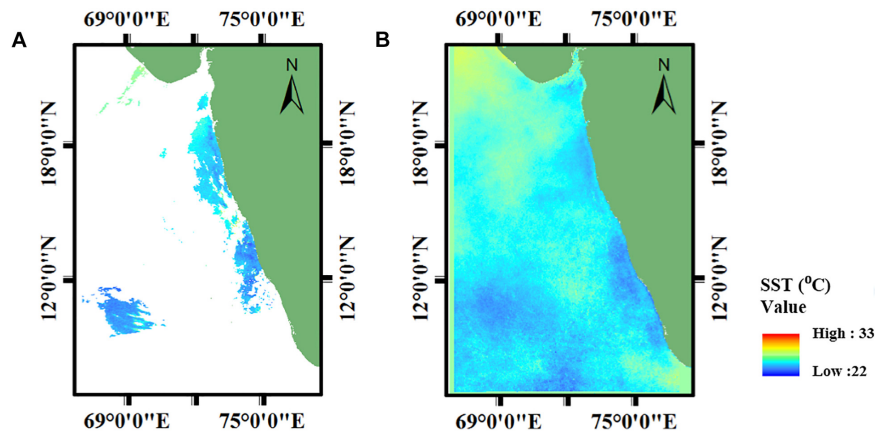 69°0'0"E 75°0'0"E 69°0'0"E 75°0'0"E
A B
N N
18°0'0"N 18°0'0"N 18°0'0"N 18°0'0"N
12°0'0"N 12°0'0"N 12°0'0"N 12°0'0"N
SST (⁰C)
Value
High : 33
Low :22
69°0'0"E 75°0'0"E 69°0'0"E 75°0'0"E